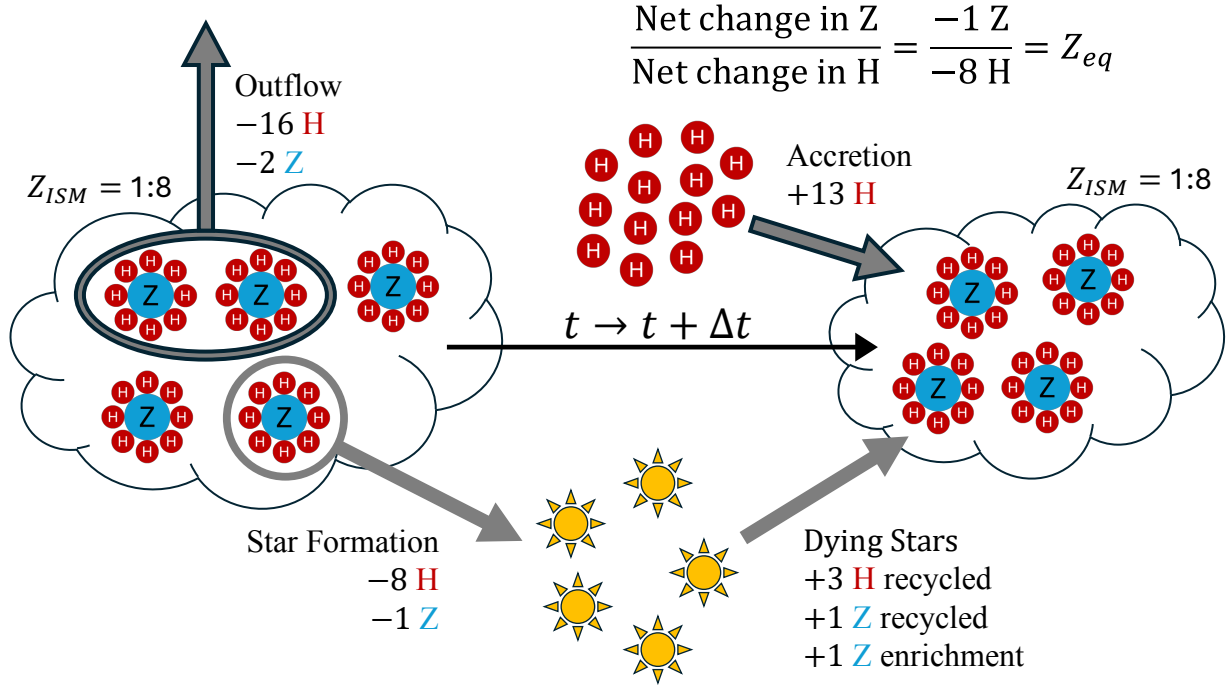 Net change in Z / Net change in H = −1 Z / −8 H = Z_eq
Outflow
−16 H
−2 Z
Z_ISM = 1:8
Accretion
+13 H
Z_ISM = 1:8
H H H H H H H H H H H H H
H H H H H H H H Z
H H H H H H H H Z
H H H H H H H H Z
H H H H H H H H Z
H H H H H H H H Z
t → t + Δt
H H H H H H H H Z
H H H H H H H H Z
H H H H H H H H Z
H H H H H H H H Z
Star Formation
−8 H
−1 Z
Dying Stars
+3 H recycled
+1 Z recycled
+1 Z enrichment